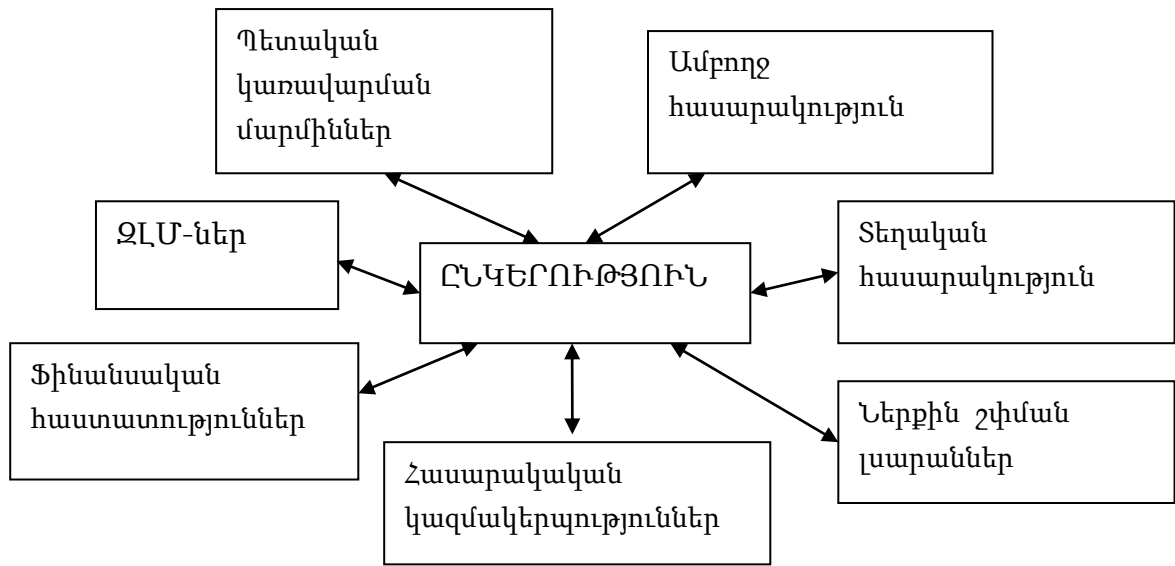 Պետական
կառավարման
մարմիններ
Ամբողջ
հասարակություն
ԶԼՄ-ներ
ԸՆԿԵՐՈՒԹՅՈՒՆ
Տեղական
հասարակություն
Ֆինանսական
հաստատություններ
Ներքին շփման
լսարաններ
Հասարակական
կազմակերպություններ